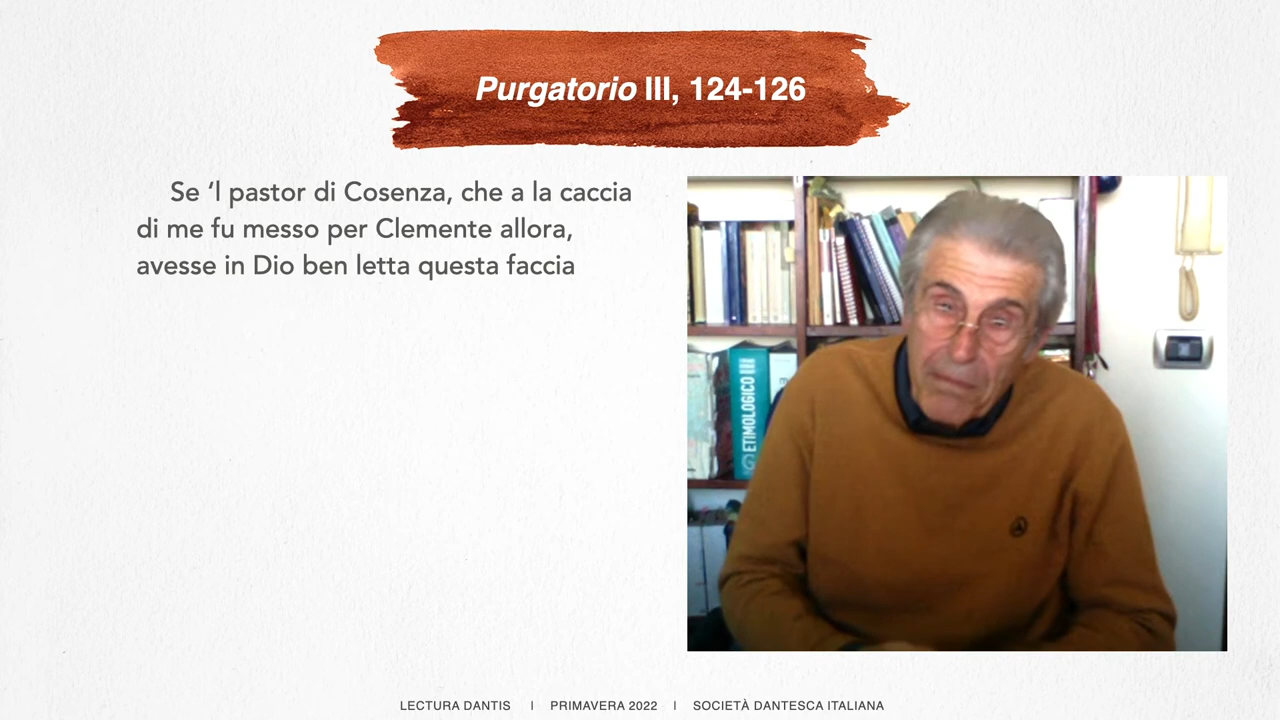 Purgatorio III, 124-126
Se ‘l pastor di Cosenza, che a la caccia
di me fu messo per Clemente allora,
avesse in Dio ben letta questa faccia
ETIMOLOGICO III
LECTURA DANTIS | PRIMAVERA 2022 | SOCIETÀ DANTESCA ITALIANA